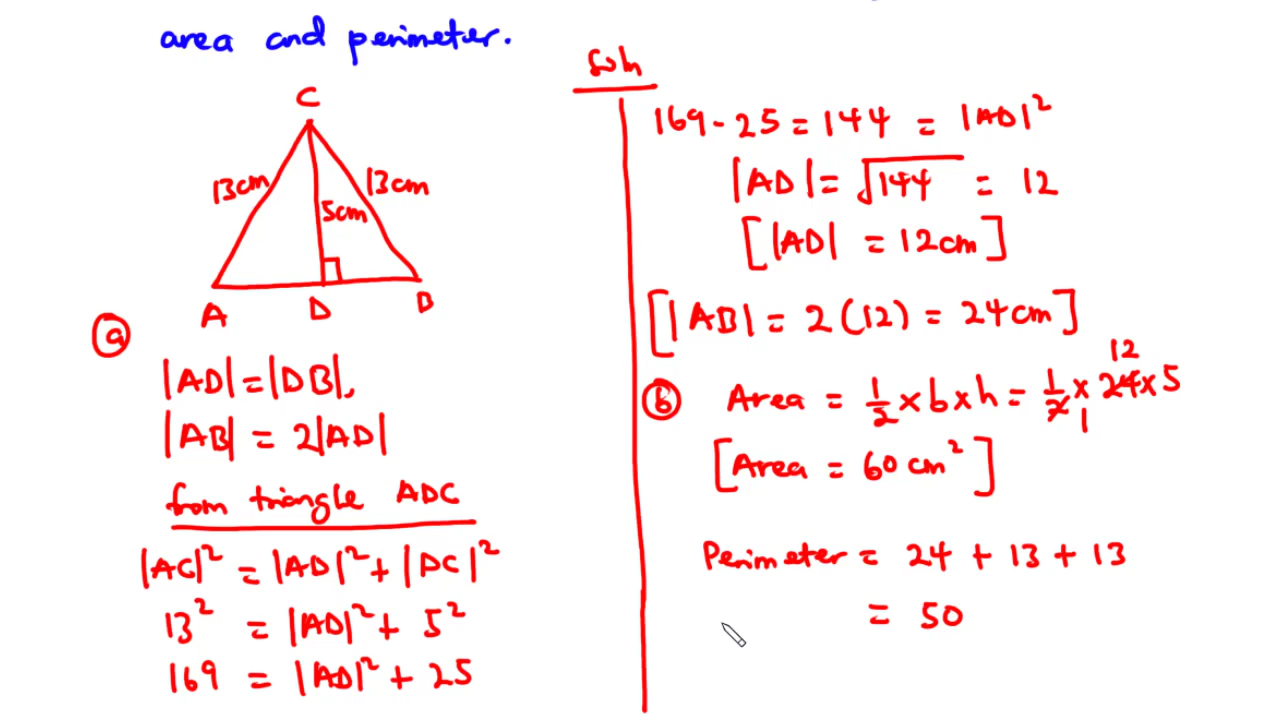 area and perimeter.
C
13cm
13cm
5cm
A D B
ⓐ
|AD| = |DB|,
|AB| = 2|AD|
from triangle ADC
|AC|² = |AD|² + |DC|²
13² = |AD|² + 5²
169 = |AD|² + 25
Soln
169 - 25 = 144 = |AD|²
|AD| = √144 = 12
[|AD| = 12cm]
[|AB| = 2(12) = 24cm]
ⓑ Area = 1/2 × b × h = 1/2 × 24 × 5
12
1
[Area = 60cm²]
Perimeter = 24 + 13 + 13
= 50